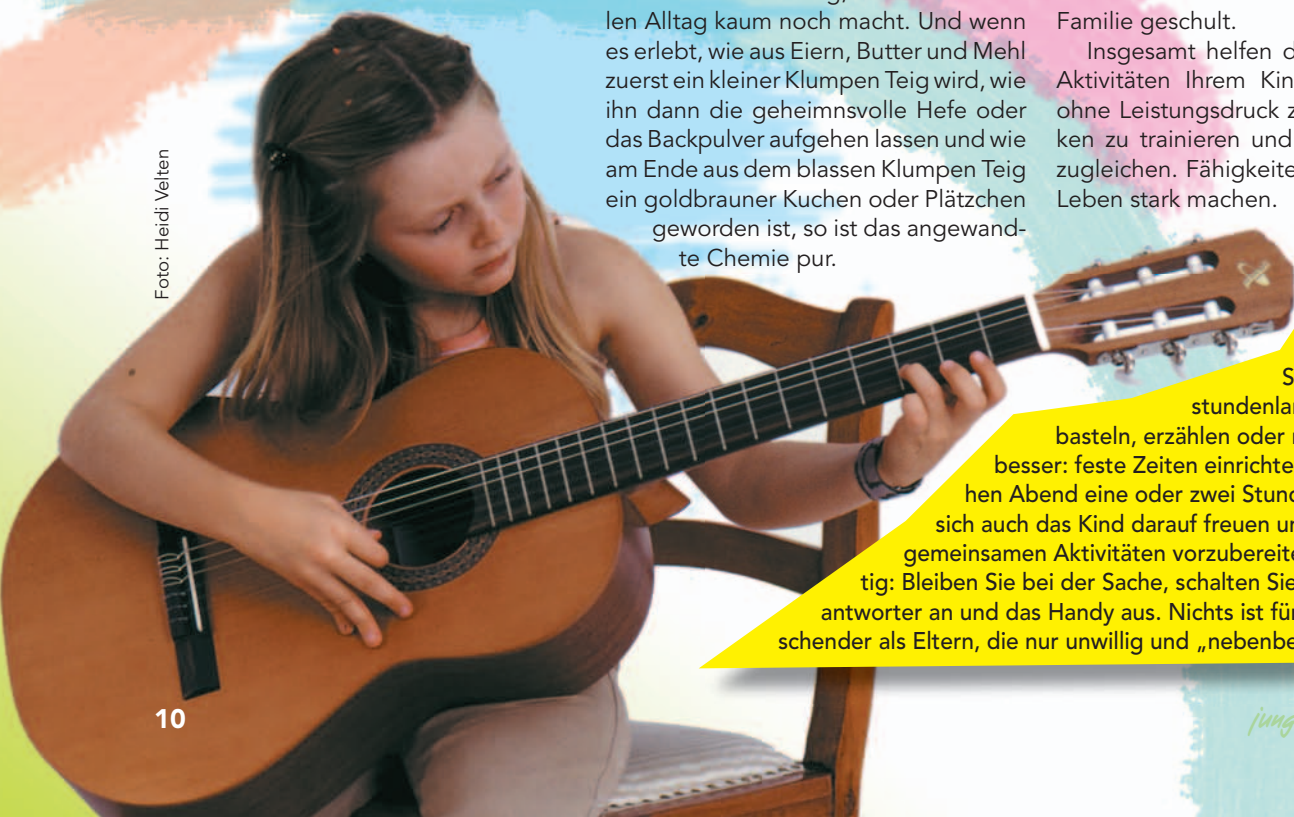 len Alltag kaum noch macht. Und wenn
es erlebt, wie aus Eiern, Butter und Mehl
zuerst ein kleiner Klumpen Teig wird, wie
ihn dann die geheimnsvolle Hefe oder
das Backpulver aufgehen lassen und wie
am Ende aus dem blassen Klumpen Teig
ein goldbrauner Kuchen oder Plätzchen
geworden ist, so ist das angewand-
te Chemie pur.
Familie geschult.
Insgesamt helfen d
Aktivitäten Ihrem Kin
ohne Leistungsdruck z
ken zu trainieren und
zugleichen. Fähigkeite
Leben stark machen.
Foto: Heidi Velten
S
stundenlan
basteln, erzählen oder
besser: feste Zeiten einrichte
hen Abend eine oder zwei Stund
sich auch das Kind darauf freuen un
gemeinsamen Aktivitäten vorzubereite
tig: Bleiben Sie bei der Sache, schalten Sie
antworter an und das Handy aus. Nichts ist für
schender als Eltern, die nur unwillig und „nebenbe
10
jung